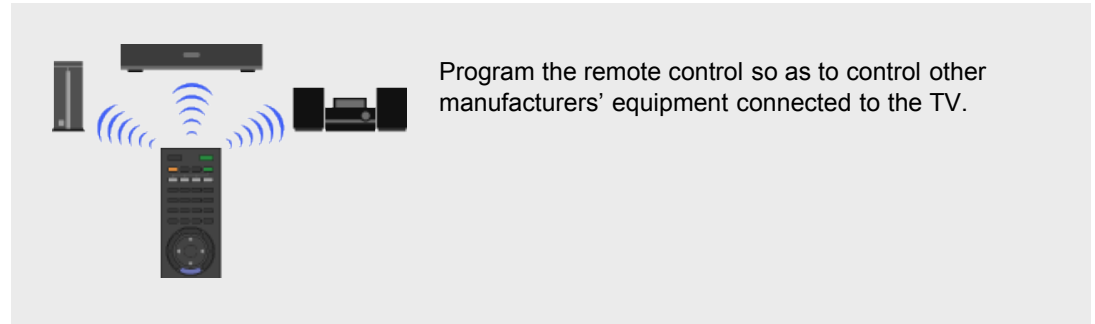 Program the remote control so as to control other
manufacturers’ equipment connected to the TV.